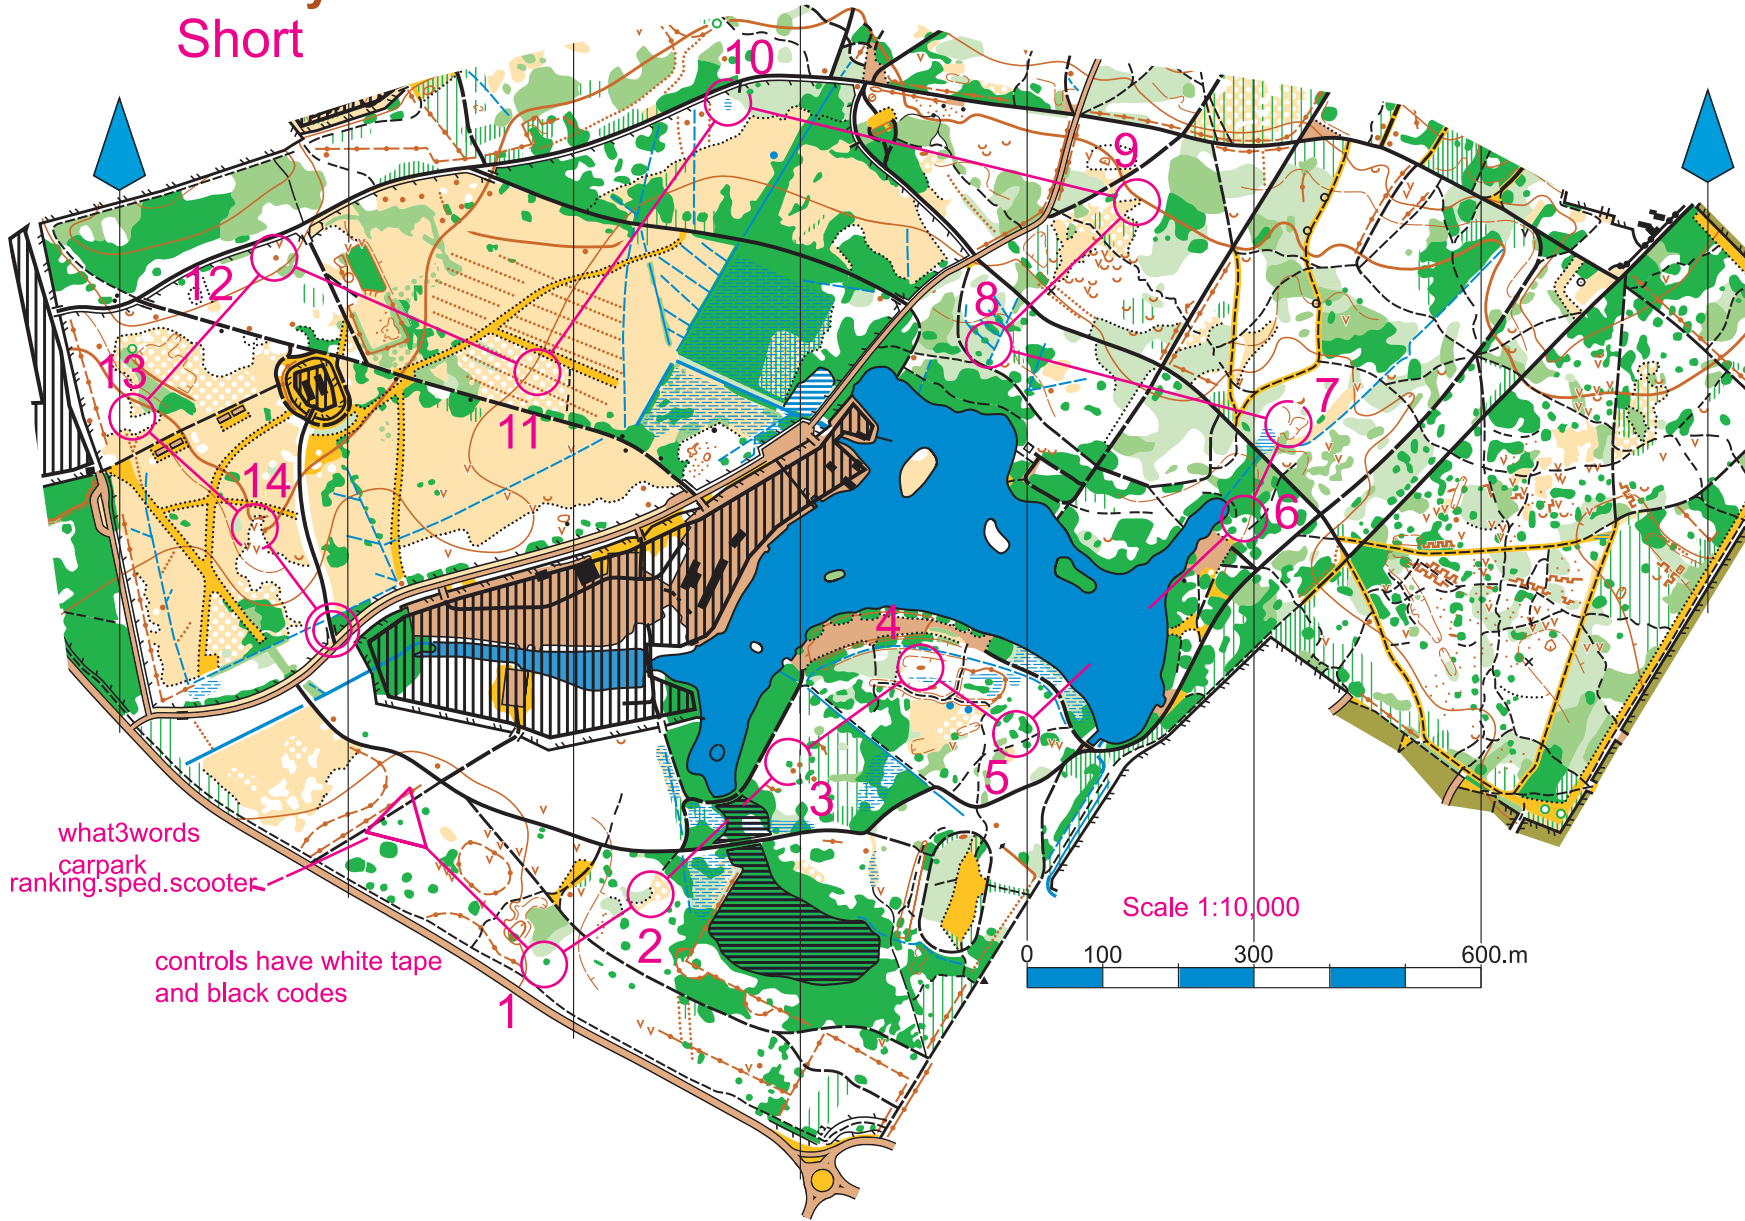 Short
10
9
12
8
13
7
11
14
6
4
5
3
what3words
carpark
ranking.sped.scooter
Scale 1:10,000
2
controls have white tape
and black codes
0 100 300 600.m
1